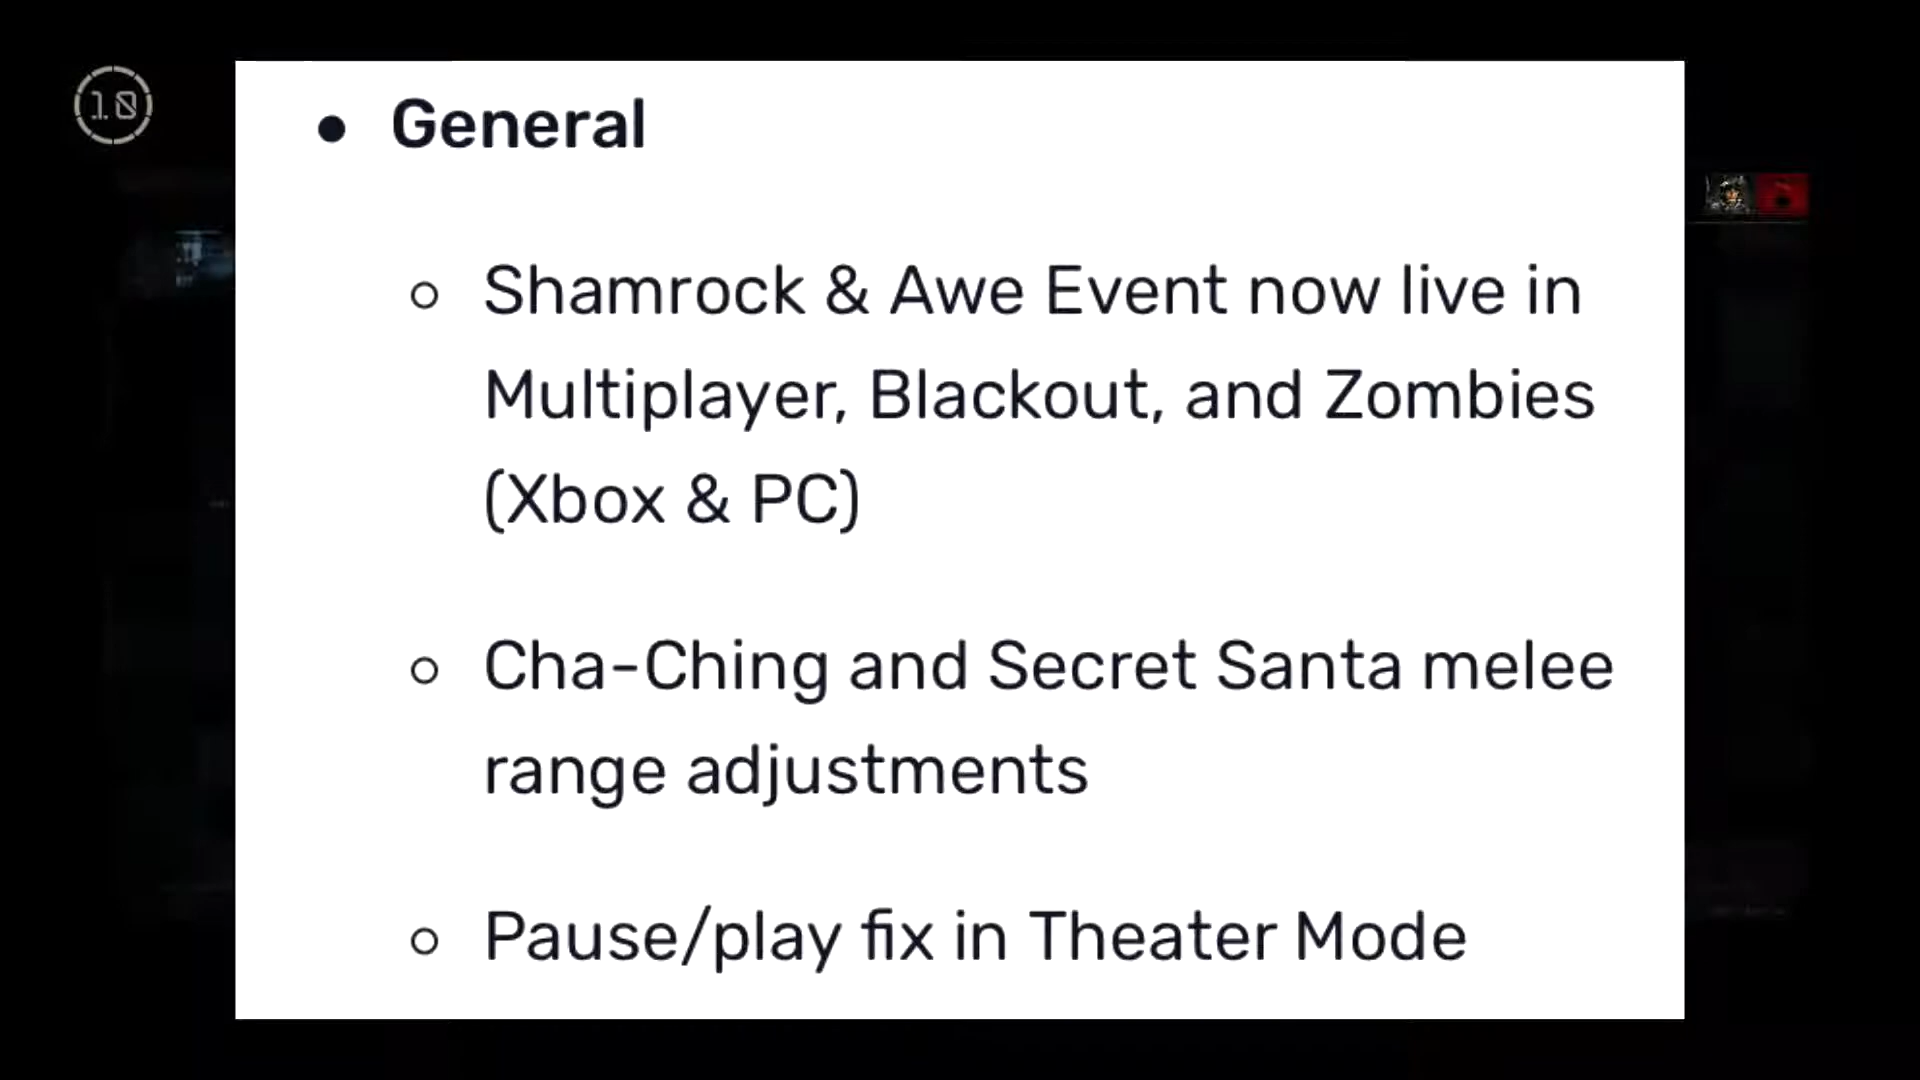 10
• General
○ Shamrock & Awe Event now live in
Multiplayer, Blackout, and Zombies
(Xbox & PC)
○ Cha-Ching and Secret Santa melee
range adjustments
○ Pause/play fix in Theater Mode